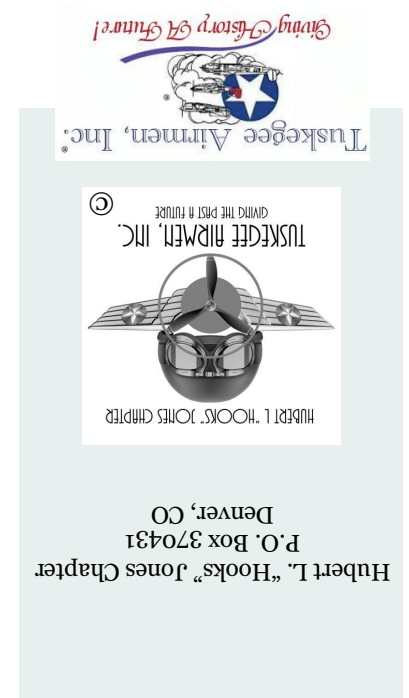 Hubert L. “Hooks” Jones Chapter
P.O. Box 370431
Denver, CO
HUBERT L "HOOKS" JONES CHAPTER
TUSKEGEE AIRMEN, INC.
GIVING THE PAST A FUTURE
©
Tuskegee Airmen, Inc.®
®
Giving History A Future!